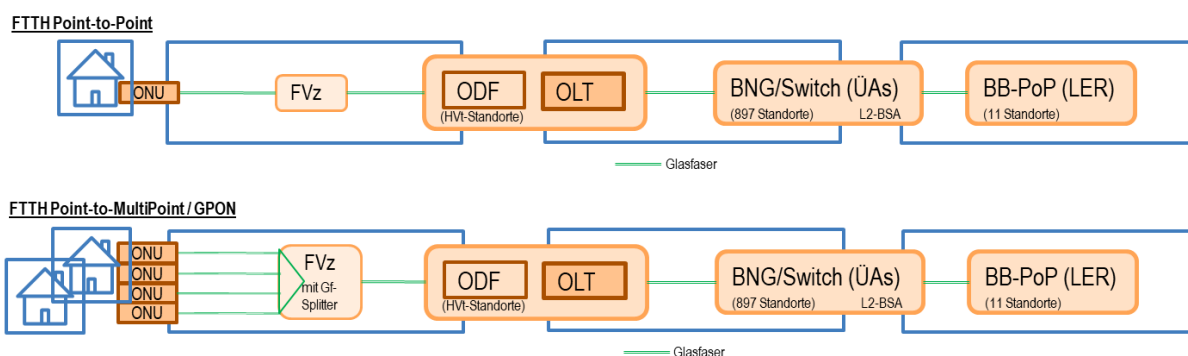 FTTH Point-to-Point
ONU
FVz
ODF
(HVt-Standorte)
OLT
BNG/Switch (ÜAs)
(897 Standorte) L2-BSA
BB-PoP (LER)
(11 Standorte)
Glasfaser
FTTH Point-to-MultiPoint / GPON
ONU
ONU
ONU
ONU
FVz
mit Gf-
Splitter
ODF
(HVt-Standorte)
OLT
BNG/Switch (ÜAs)
(897 Standorte) L2-BSA
BB-PoP (LER)
(11 Standorte)
Glasfaser